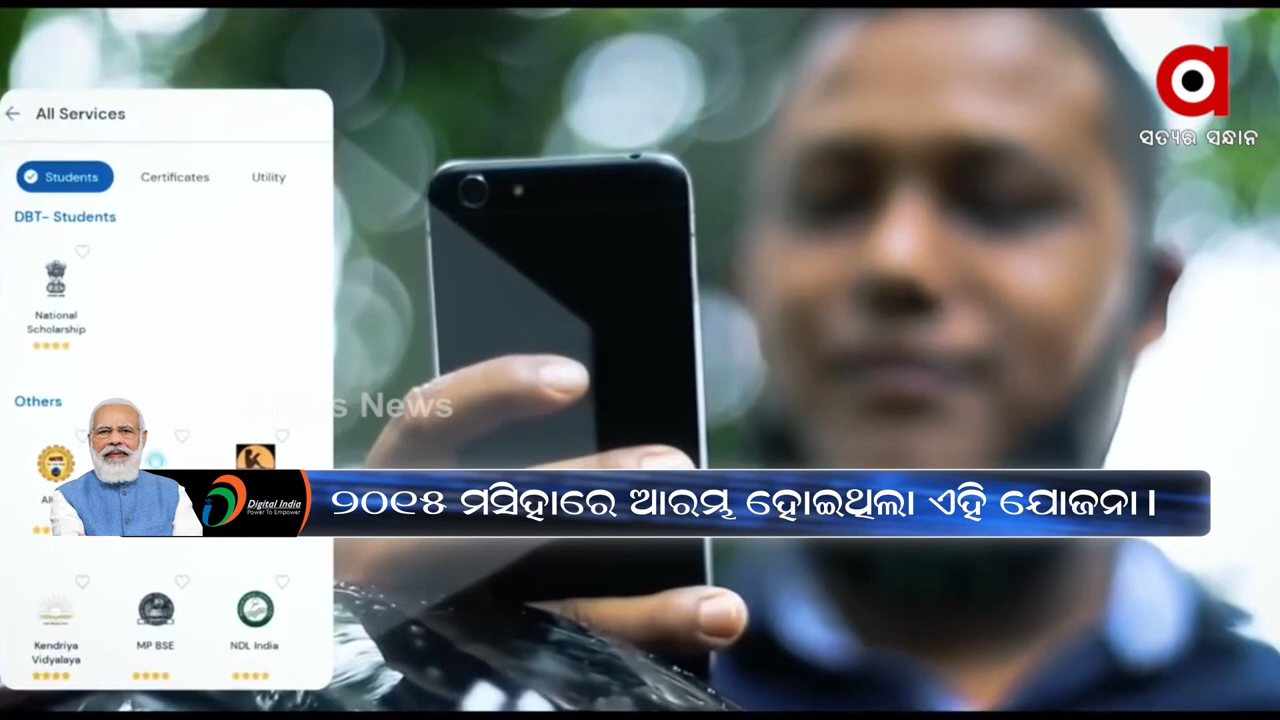 ସତ୍ୟର ସନ୍ଧାନ
All Services
Students
Certificates
Utility
DBT- Students
National
Scholarship
Others
News
Digital India
Power To Empower
୨୦୧୫ ମସିହାରେ ଆରମ୍ଭ ହୋଇଥିଲା ଏହି ଯୋଜନା ।
Kendriya
Vidyalaya
MP BSE
NDL India